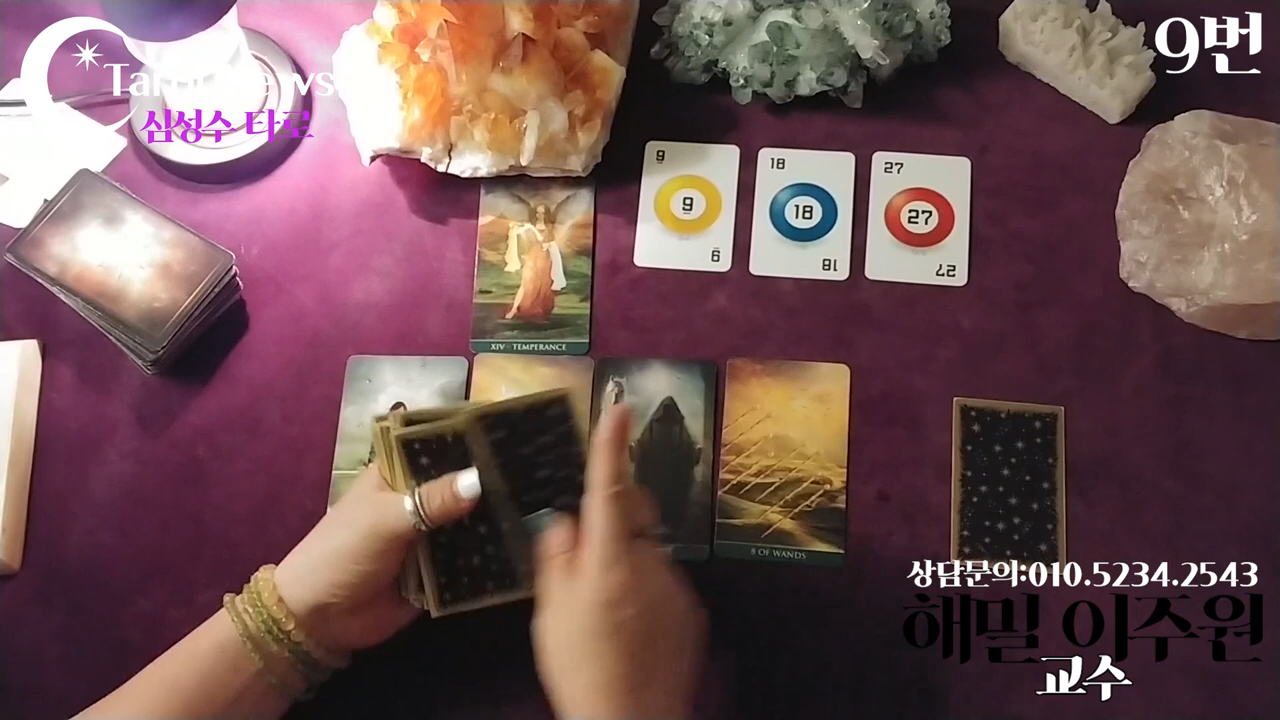 9번
심성수 타로
9
9
6
18
18
18
27
27
27
XIV - TEMPERANCE
8 OF WANDS
상담문의:010.5234.2543
해밀 이주원
교수